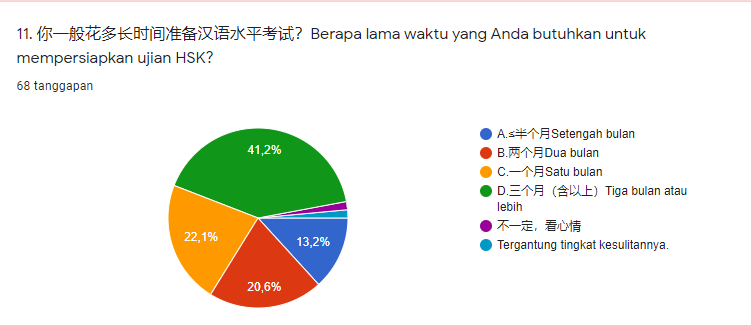 11. 你一般花多长时间准备汉语水平考试？Berapa lama waktu yang Anda butuhkan untuk
mempersiapkan ujian HSK?
68 tanggapan
41,2%
13,2%
22,1%
20,6%
A.≤半个月Setengah bulan
B.两个月Dua bulan
C.一个月Satu bulan
D.三个月（含以上）Tiga bulan atau
lebih
不一定，看心情
Tergantung tingkat kesulitannya.